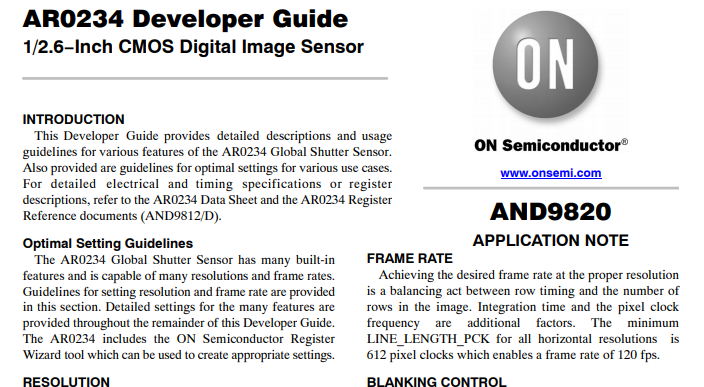 AR0234 Developer Guide
1/2.6−Inch CMOS Digital Image Sensor
ON
ON Semiconductor®
www.onsemi.com
AND9820
APPLICATION NOTE
INTRODUCTION
This Developer Guide provides detailed descriptions and usage
guidelines for various features of the AR0234 Global Shutter Sensor.
Also provided are guidelines for optimal settings for various use cases.
For detailed electrical and timing specifications or register
descriptions, refer to the AR0234 Data Sheet and the AR0234 Register
Reference documents (AND9812/D).
Optimal Setting Guidelines
The AR0234 Global Shutter Sensor has many built-in
features and is capable of many resolutions and frame rates.
Guidelines for setting resolution and frame rate are provided
in this section. Detailed settings for the many features are
provided throughout the remainder of this Developer Guide.
The AR0234 includes the ON Semiconductor Register
Wizard tool which can be used to create appropriate settings.
RESOLUTION
FRAME RATE
Achieving the desired frame rate at the proper resolution
is a balancing act between row timing and the number of
rows in the image. Integration time and the pixel clock
frequency are additional factors. The minimum
LINE_LENGTH_PCK for all horizontal resolutions is
612 pixel clocks which enables a frame rate of 120 fps.
BLANKING CONTROL